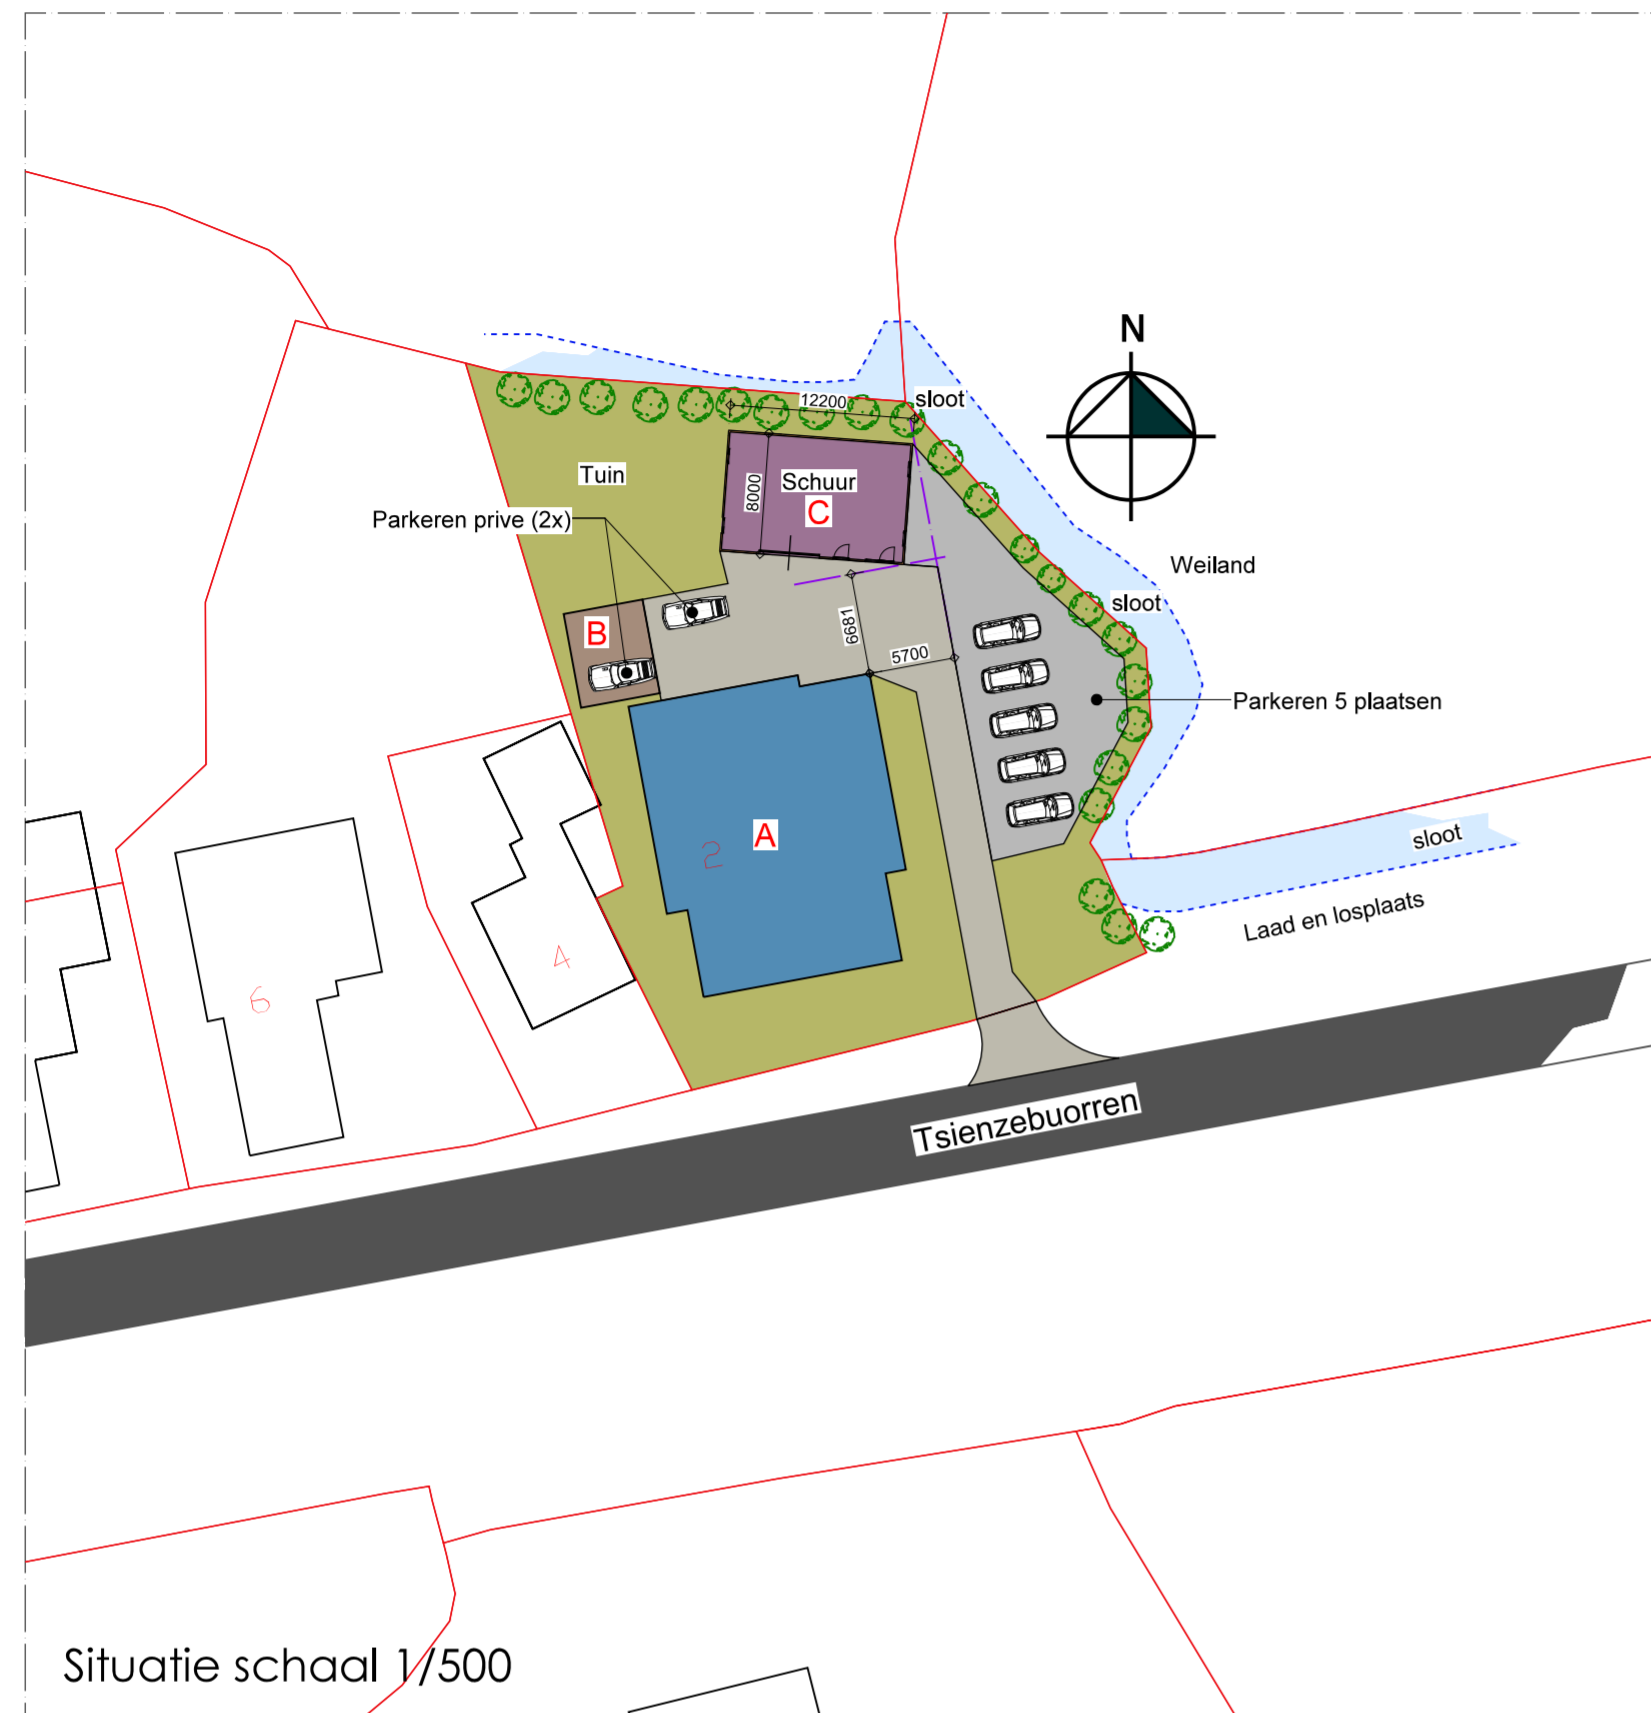 N
sloot
12200
Tuin
Schuur
8000
C
Parkeren prive (2x)
Weiland
sloot
B
6681
5700
Parkeren 5 plaatsen
A
2
sloot
Laad en losplaats
4
6
Tsienzebuorren
Situatie schaal 1/500